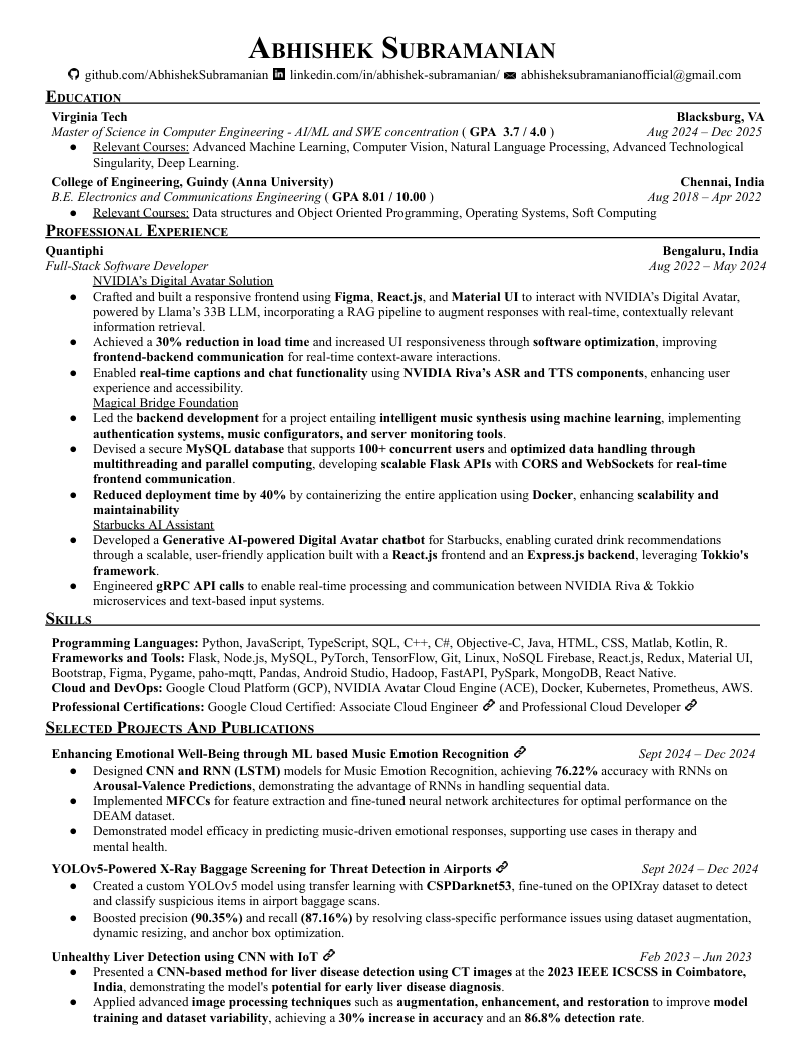 ABHISHEK SUBRAMANIAN
github.com/AbhishekSubramanian linkedin.com/in/abhishek-subramanian/ abhisheksubramanianofficial@gmail.com
EDUCATION
Virginia Tech Blacksburg, VA
Master of Science in Computer Engineering - AI/ML and SWE concentration ( GPA 3.7 / 4.0 ) Aug 2024 – Dec 2025
● Relevant Courses: Advanced Machine Learning, Computer Vision, Natural Language Processing, Advanced Technological
Singularity, Deep Learning.
College of Engineering, Guindy (Anna University) Chennai, India
B.E. Electronics and Communications Engineering ( GPA 8.01 / 10.00 ) Aug 2018 – Apr 2022
● Relevant Courses: Data structures and Object Oriented Programming, Operating Systems, Soft Computing
PROFESSIONAL EXPERIENCE
Quantiphi Bengaluru, India
Full-Stack Software Developer Aug 2022 – May 2024
NVIDIA's Digital Avatar Solution
● Crafted and built a responsive frontend using Figma, React.js, and Material UI to interact with NVIDIA's Digital Avatar,
powered by Llama's 33B LLM, incorporating a RAG pipeline to augment responses with real-time, contextually relevant
information retrieval.
● Achieved a 30% reduction in load time and increased UI responsiveness through software optimization, improving
frontend-backend communication for real-time context-aware interactions.
● Enabled real-time captions and chat functionality using NVIDIA Riva's ASR and TTS components, enhancing user
experience and accessibility.
Magical Bridge Foundation
● Led the backend development for a project entailing intelligent music synthesis using machine learning, implementing
authentication systems, music configurators, and server monitoring tools.
● Devised a secure MySQL database that supports 100+ concurrent users and optimized data handling through
multithreading and parallel computing, developing scalable Flask APIs with CORS and WebSockets for real-time
frontend communication.
● Reduced deployment time by 40% by containerizing the entire application using Docker, enhancing scalability and
maintainability
Starbucks AI Assistant
● Developed a Generative AI-powered Digital Avatar chatbot for Starbucks, enabling curated drink recommendations
through a scalable, user-friendly application built with a React.js frontend and an Express.js backend, leveraging Tokkio's
framework.
● Engineered gRPC API calls to enable real-time processing and communication between NVIDIA Riva & Tokkio
microservices and text-based input systems.
SKILLS
Programming Languages: Python, JavaScript, TypeScript, SQL, C++, C#, Objective-C, Java, HTML, CSS, Matlab, Kotlin, R.
Frameworks and Tools: Flask, Node.js, MySQL, PyTorch, TensorFlow, Git, Linux, NoSQL Firebase, React.js, Redux, Material UI,
Bootstrap, Figma, Pygame, paho-mqtt, Pandas, Android Studio, Hadoop, FastAPI, PySpark, MongoDB, React Native.
Cloud and DevOps: Google Cloud Platform (GCP), NVIDIA Avatar Cloud Engine (ACE), Docker, Kubernetes, Prometheus, AWS.
Professional Certifications: Google Cloud Certified: Associate Cloud Engineer and Professional Cloud Developer
SELECTED PROJECTS AND PUBLICATIONS
Enhancing Emotional Well-Being through ML based Music Emotion Recognition Sept 2024 – Dec 2024
● Designed CNN and RNN (LSTM) models for Music Emotion Recognition, achieving 76.22% accuracy with RNNs on
Arousal-Valence Predictions, demonstrating the advantage of RNNs in handling sequential data.
● Implemented MFCCs for feature extraction and fine-tuned neural network architectures for optimal performance on the
DEAM dataset.
● Demonstrated model efficacy in predicting music-driven emotional responses, supporting use cases in therapy and
mental health.
YOLOv5-Powered X-Ray Baggage Screening for Threat Detection in Airports Sept 2024 – Dec 2024
● Created a custom YOLOv5 model using transfer learning with CSPDarknet53, fine-tuned on the OPIXray dataset to detect
and classify suspicious items in airport baggage scans.
● Boosted precision (90.35%) and recall (87.16%) by resolving class-specific performance issues using dataset augmentation,
dynamic resizing, and anchor box optimization.
Unhealthy Liver Detection using CNN with IoT Feb 2023 – Jun 2023
● Presented a CNN-based method for liver disease detection using CT images at the 2023 IEEE ICSCSS in Coimbatore,
India, demonstrating the model's potential for early liver disease diagnosis.
● Applied advanced image processing techniques such as augmentation, enhancement, and restoration to improve model
training and dataset variability, achieving a 30% increase in accuracy and an 86.8% detection rate.